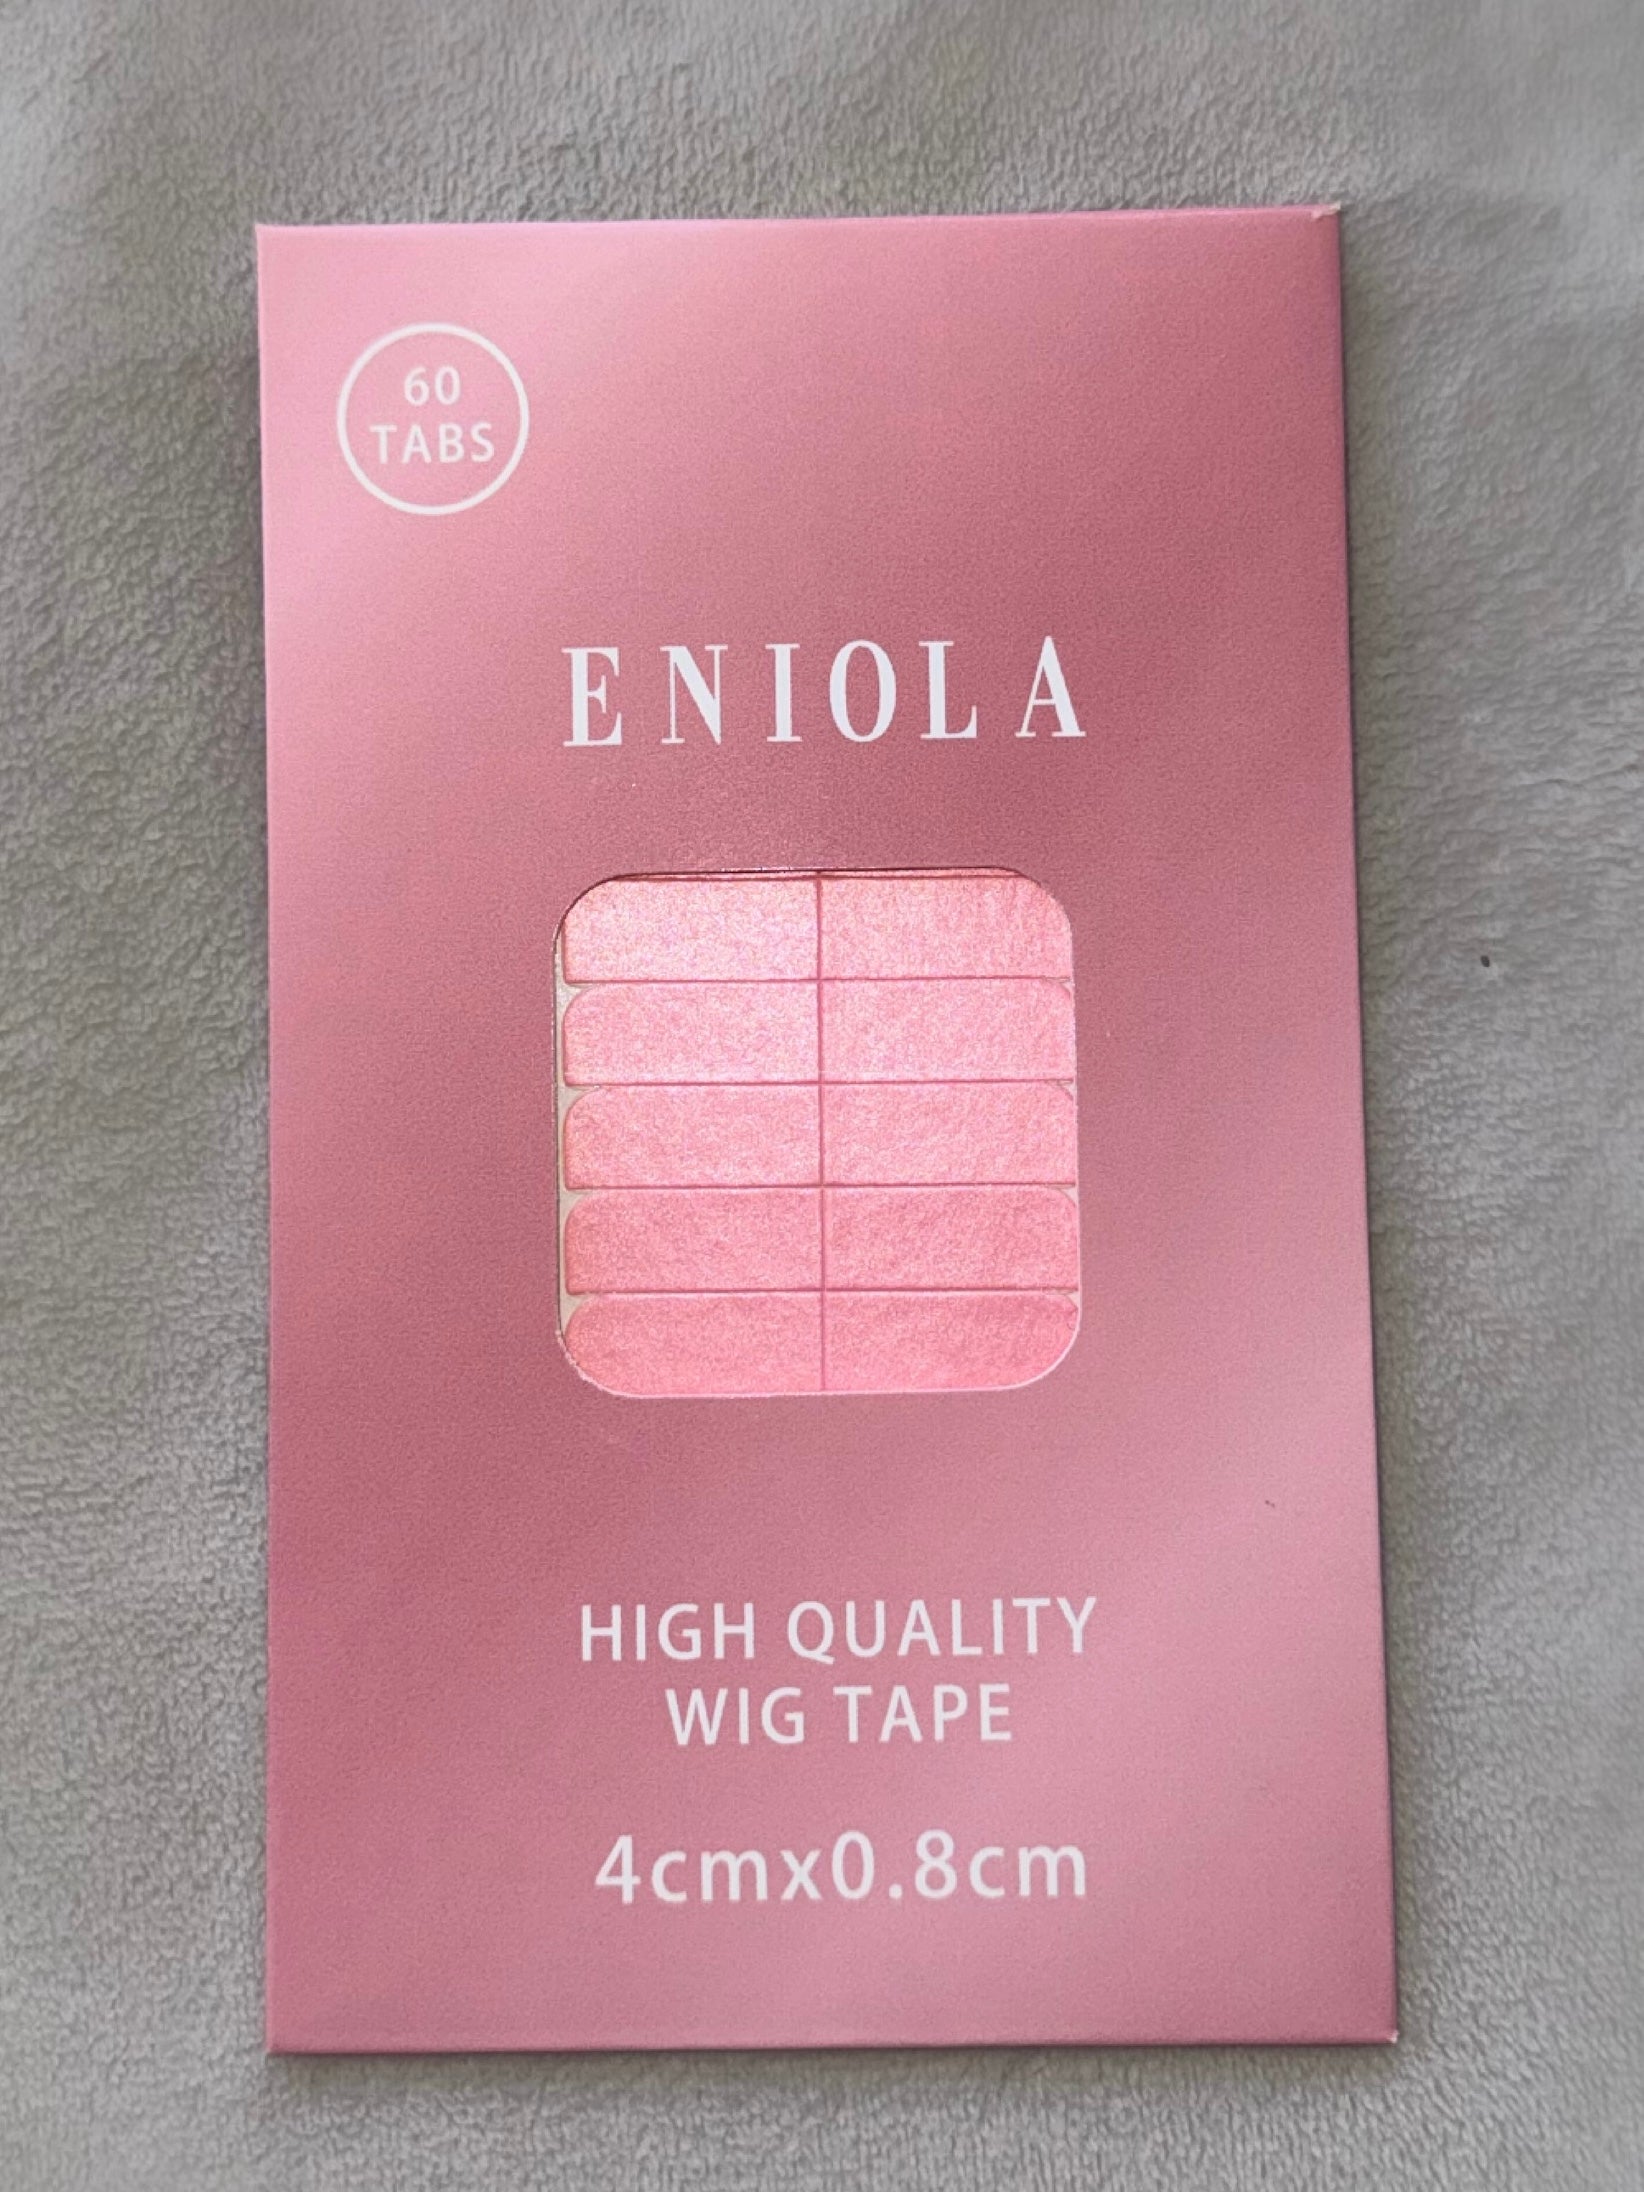 60
TABS
ENIOLA
HIGH QUALITY
WIG TAPE
4cmx0.8cm